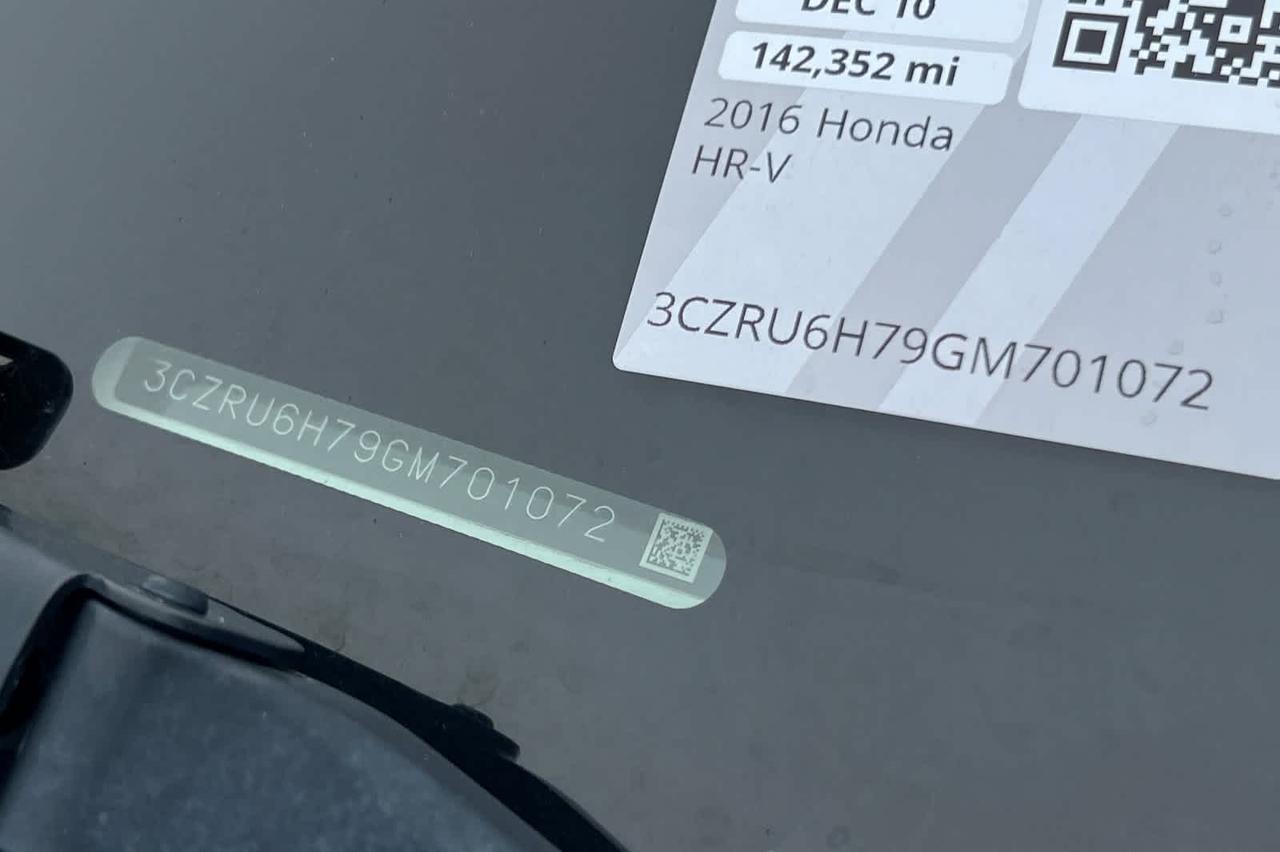 DEC 10
142,352 mi
2016 Honda
HR-V
3CZRU6H79GM701072
3CZRU6H79GM701072